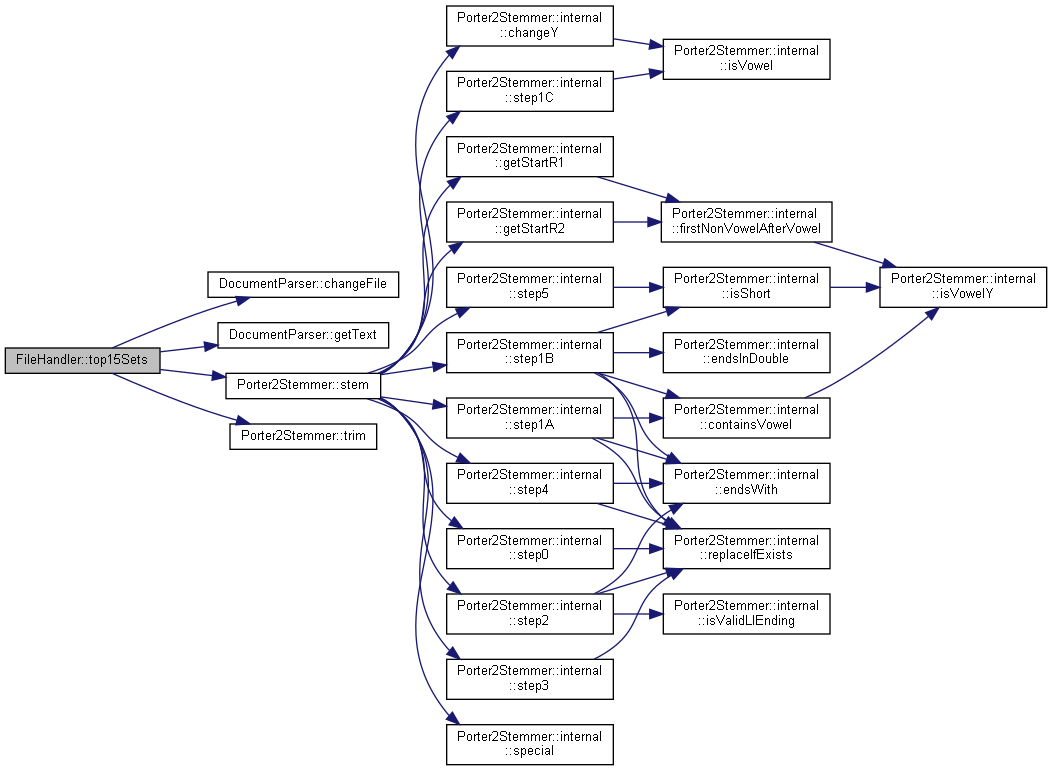 Porter2Stemmer::internal
::changeY
Porter2Stemmer::internal
::isVowel
Porter2Stemmer::internal
::step1C
Porter2Stemmer::internal
::getStartR1
Porter2Stemmer::internal
::getStartR2
Porter2Stemmer::internal
::firstNonVowelAfterVowel
DocumentParser::changeFile
Porter2Stemmer::internal
::step5
Porter2Stemmer::internal
::isShort
Porter2Stemmer::internal
::isVowelY
DocumentParser::getText
FileHandler::top15Sets
Porter2Stemmer::internal
::step1B
Porter2Stemmer::internal
::endsInDouble
Porter2Stemmer::stem
Porter2Stemmer::internal
::step1A
Porter2Stemmer::internal
::containsVowel
Porter2Stemmer::trim
Porter2Stemmer::internal
::step4
Porter2Stemmer::internal
::endsWith
Porter2Stemmer::internal
::step0
Porter2Stemmer::internal
::replaceIfExists
Porter2Stemmer::internal
::step2
Porter2Stemmer::internal
::isValidLIEnding
Porter2Stemmer::internal
::step3
Porter2Stemmer::internal
::special